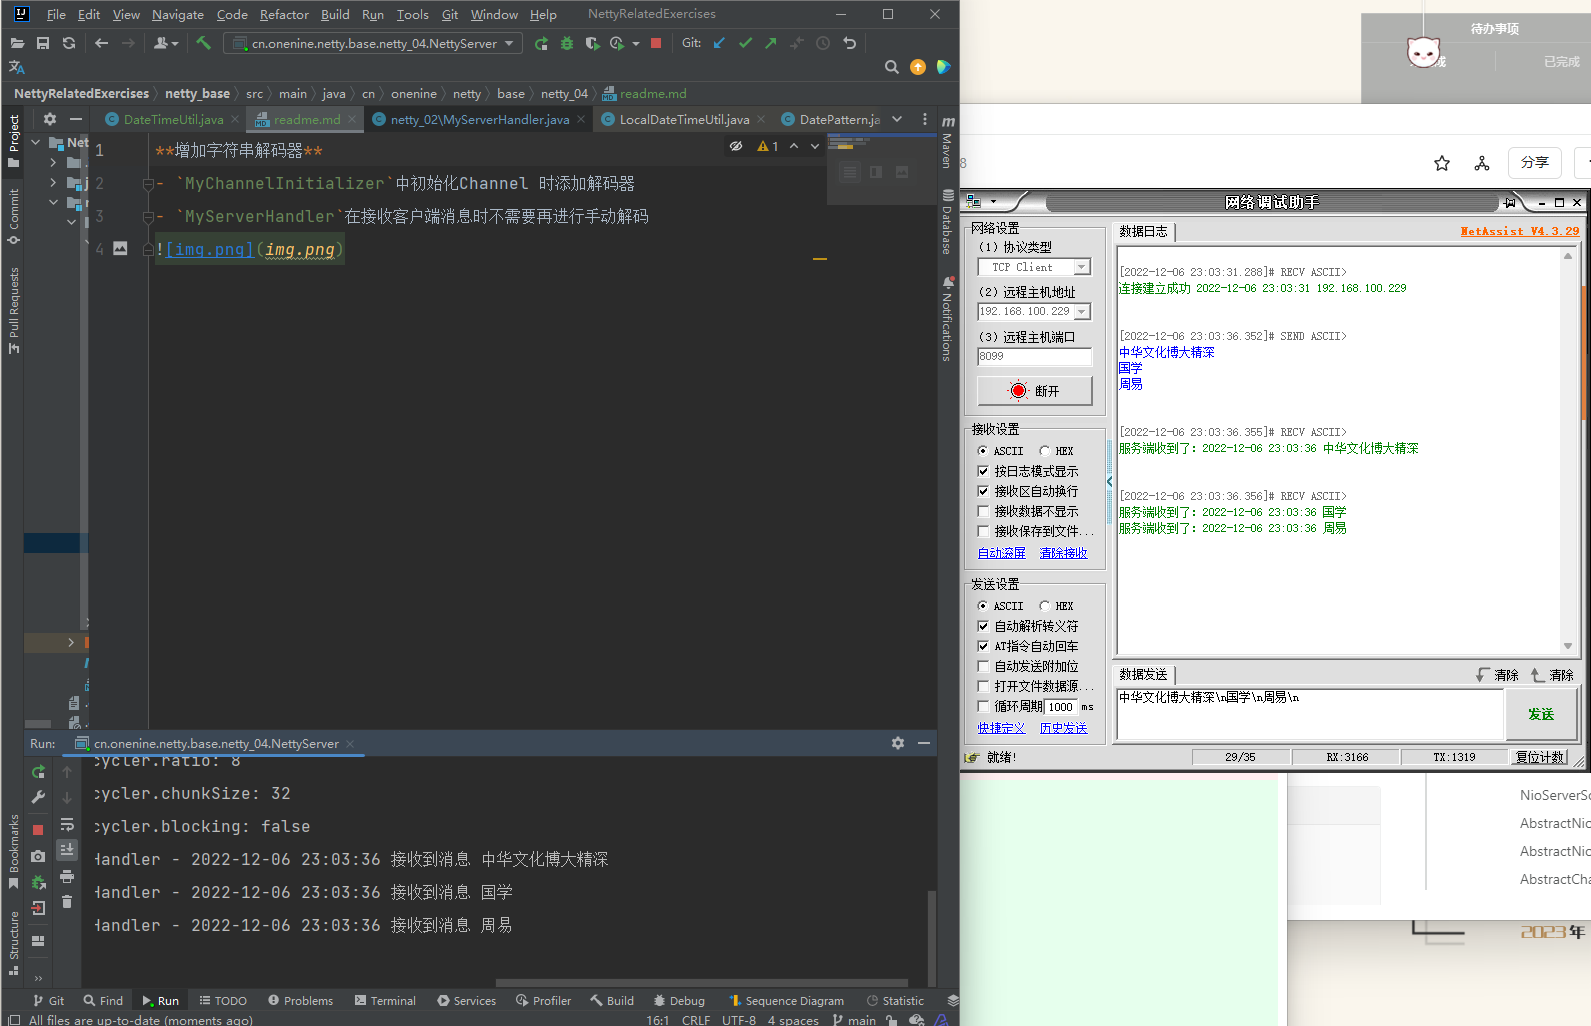 File Edit View Navigate Code Refactor Build Run Tools Git Window Help NettyRelatedExercises
cn.onenine.netty.base.netty_04.NettyServer Git:
NettyRelatedExercises netty_base src main java cn onenine netty base netty_04 readme.md
Project
Commit
Pull Requests
Bookmarks
Structure
DateTimeUtil.java readme.md netty_02\MyServerHandler.java LocalDateTimeUtil.java DatePattern.ja
Maven
Database
Notifications
1 **增加字符串解码器**
2 - `MyChannelInitializer`中初始化Channel 时添加解码器
3 - `MyServerHandler`在接收客户端消息时不需要再进行手动解码
4 ![img.png](img.png)
1
Run: cn.onenine.netty.base.netty_04.NettyServer
cycler.ratio: 8
cycler.chunkSize: 32
cycler.blocking: false
Handler - 2022-12-06 23:03:36 接收到消息 中华文化博大精深
Handler - 2022-12-06 23:03:36 接收到消息 国学
Handler - 2022-12-06 23:03:36 接收到消息 周易
Git Find Run TODO Problems Terminal Services Profiler Build Debug Sequence Diagram Statistic
All files are up-to-date (moments ago) 16:1 CRLF UTF-8 4 spaces main
待办事项
已完成
分享
网络调试助手
网络设置
(1) 协议类型
TCP Client
(2) 远程主机地址
192.168.100.229
(3) 远程主机端口
8099
断开
接收设置
ASCII HEX
按日志模式显示
接收区自动换行
接收数据不显示
接收保存到文件...
自动滚屏 清除接收
发送设置
ASCII HEX
自动解析转义符
AT指令自动回车
自动发送附加位
打开文件数据源...
循环周期 1000 ms
快捷定义 历史发送
数据日志 NetAssist V4.3.29
[2022-12-06 23:03:31.288]# RECV ASCII>
连接建立成功 2022-12-06 23:03:31 192.168.100.229
[2022-12-06 23:03:36.352]# SEND ASCII>
中华文化博大精深
国学
周易
[2022-12-06 23:03:36.355]# RECV ASCII>
服务端收到了: 2022-12-06 23:03:36 中华文化博大精深
[2022-12-06 23:03:36.356]# RECV ASCII>
服务端收到了: 2022-12-06 23:03:36 国学
服务端收到了: 2022-12-06 23:03:36 周易
数据发送 清除 清除
中华文化博大精深\n国学\n周易\n
发送
就绪! 29/35 RX:3166 TX:1319 复位计数
NioServerSo
AbstractNio
AbstractNio
AbstractCha
2023 年